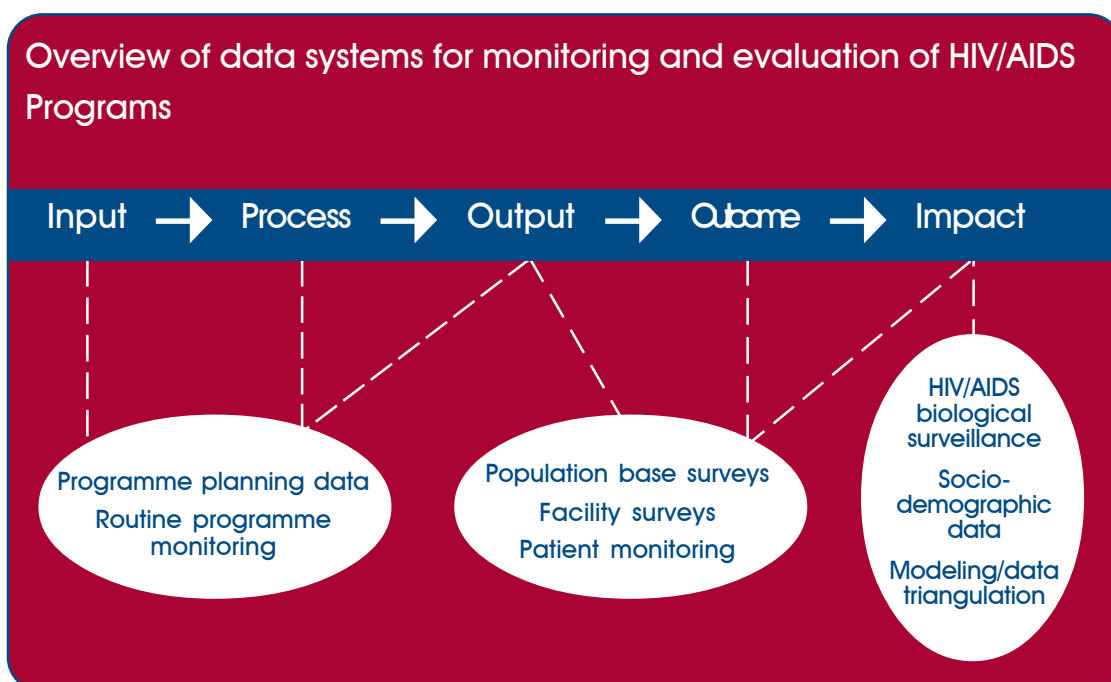 Overview of data systems for monitoring and evaluation of HIV/AIDS
Programs
Input
Process
Output
Outcome
Impact
Programme planning data
Routine programme
monitoring
Population base surveys
Facility surveys
Patient monitoring
HIV/AIDS
biological
surveillance
Socio-
demographic
data
Modeling/data
triangulation